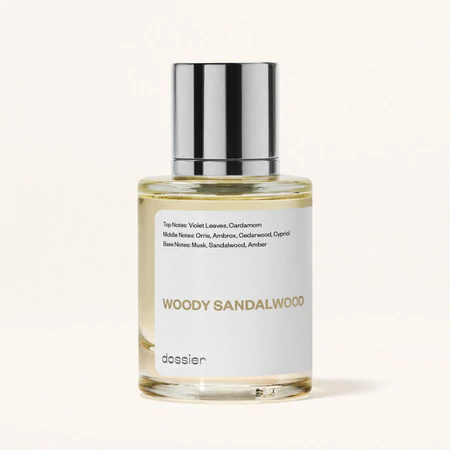 Top Notes: Violet Leaves, Cardamom
Middle Notes: Orris, Ambrox, Cedarwood, Cypriol
Base Notes: Musk, Sandalwood, Amber
WOODY SANDALWOOD
dossier